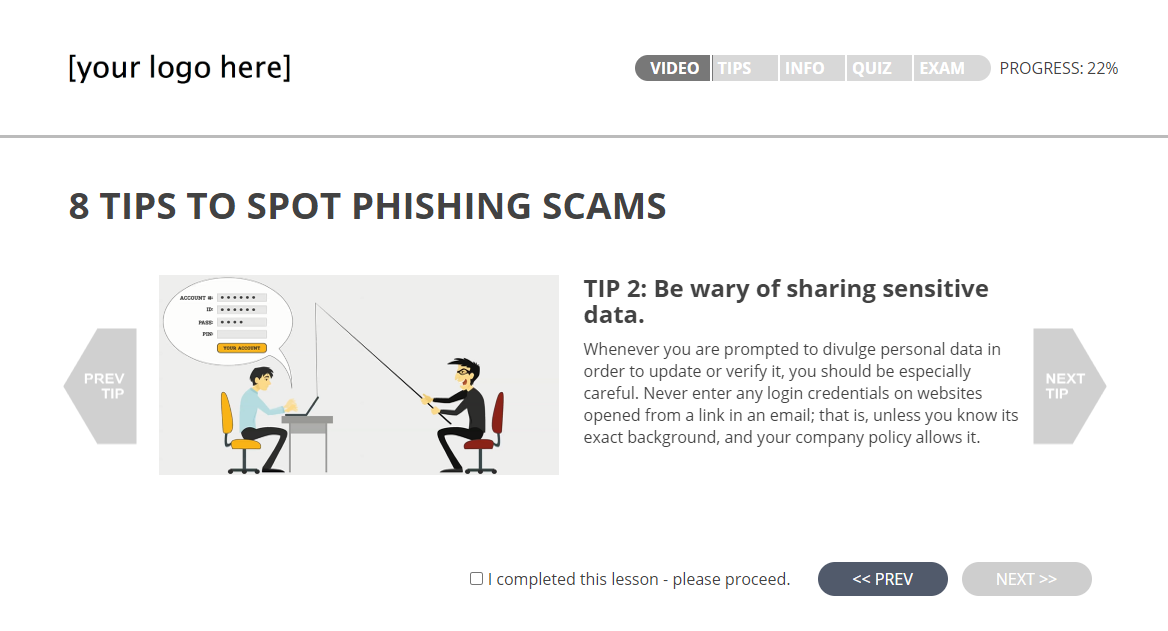 [your logo here]
VIDEO TIPS INFO QUIZ EXAM PROGRESS: 22%
8 TIPS TO SPOT PHISHING SCAMS
ACCOUNT #:
ID:
PASS:
PIN:
YOUR ACCOUNT
PREV
TIP
TIP 2: Be wary of sharing sensitive
data.
Whenever you are prompted to divulge personal data in
order to update or verify it, you should be especially
careful. Never enter any login credentials on websites
opened from a link in an email; that is, unless you know its
exact background, and your company policy allows it.
NEXT
TIP
I completed this lesson - please proceed.
<< PREV
NEXT >>